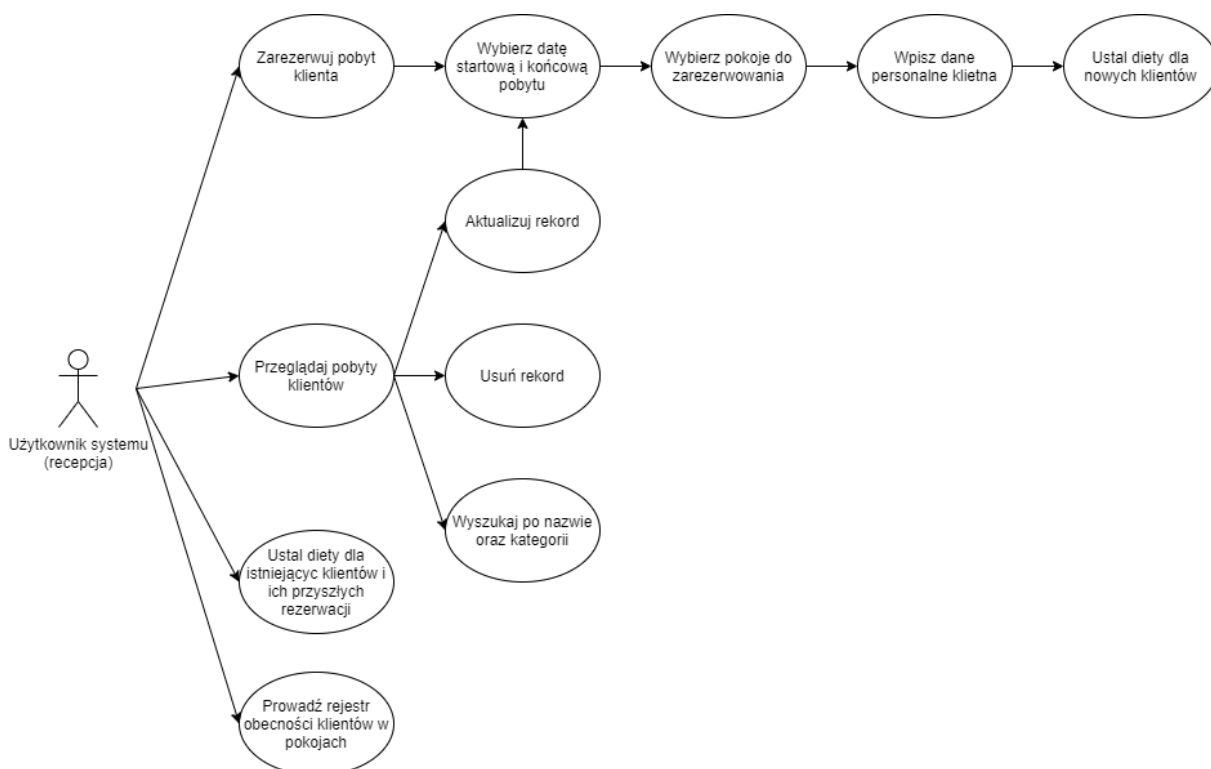 Zarezerwuj pobyt
klienta
Wybierz datę
startową i końcową
pobytu
Wybierz pokoje do
zarezerwowania
Wpisz dane
personalne klietna
Ustal diety dla
nowych klientów
Aktualizuj rekord
Przeglądaj pobyty
klientów
Usuń rekord
Użytkownik systemu
(recepcja)
Wyszukaj po nazwie
oraz kategorii
Ustal diety dla
istniejącyc klientów i
ich przyszłych
rezerwacji
Prowadź rejestr
obecności klientów w
pokojach